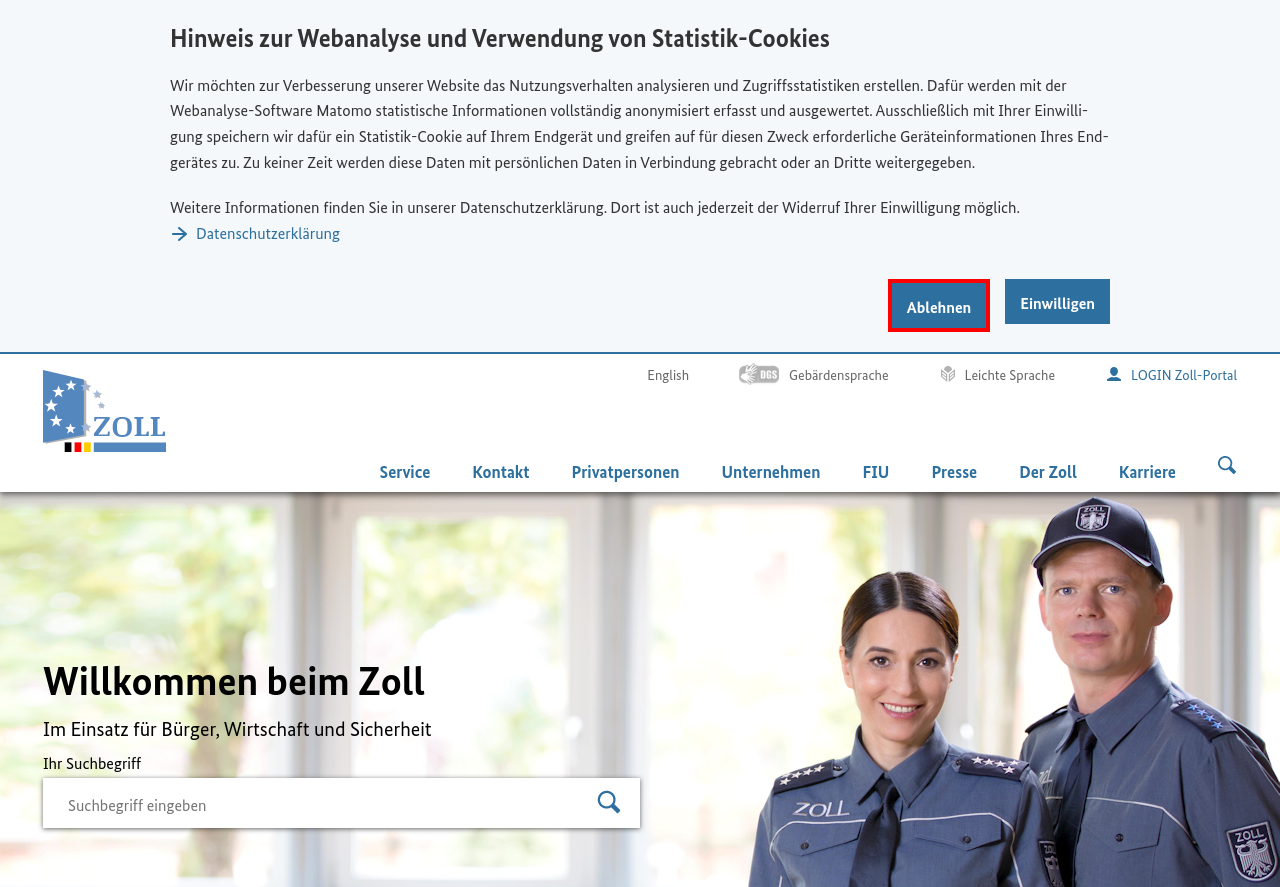 Hinweis zur Webanalyse und Verwendung von Statistik-Cookies
Wir möchten zur Verbesserung unserer Website das Nutzungsverhalten analysieren und Zugriffsstatistiken erstellen. Dafür werden mit der
Webanalyse-Software Matomo statistische Informationen vollständig anonymisiert erfasst und ausgewertet. Ausschließlich mit Ihrer Einwilli-
gung speichern wir dafür ein Statistik-Cookie auf Ihrem Endgerät und greifen auf für diesen Zweck erforderliche Geräteinformationen Ihres End-
gerätes zu. Zu keiner Zeit werden diese Daten mit persönlichen Daten in Verbindung gebracht oder an Dritte weitergegeben.
Weitere Informationen finden Sie in unserer Datenschutzerklärung. Dort ist auch jederzeit der Widerruf Ihrer Einwilligung möglich.
Datenschutzerklärung
Ablehnen Einwilligen
English DGS Gebärdensprache Leichte Sprache LOGIN Zoll-Portal
ZOLL
Service Kontakt Privatpersonen Unternehmen FIU Presse Der Zoll Karriere
ZOLL
Willkommen beim Zoll
Im Einsatz für Bürger, Wirtschaft und Sicherheit
Ihr Suchbegriff
Suchbegriff eingeben
ZOLL
ZOLL